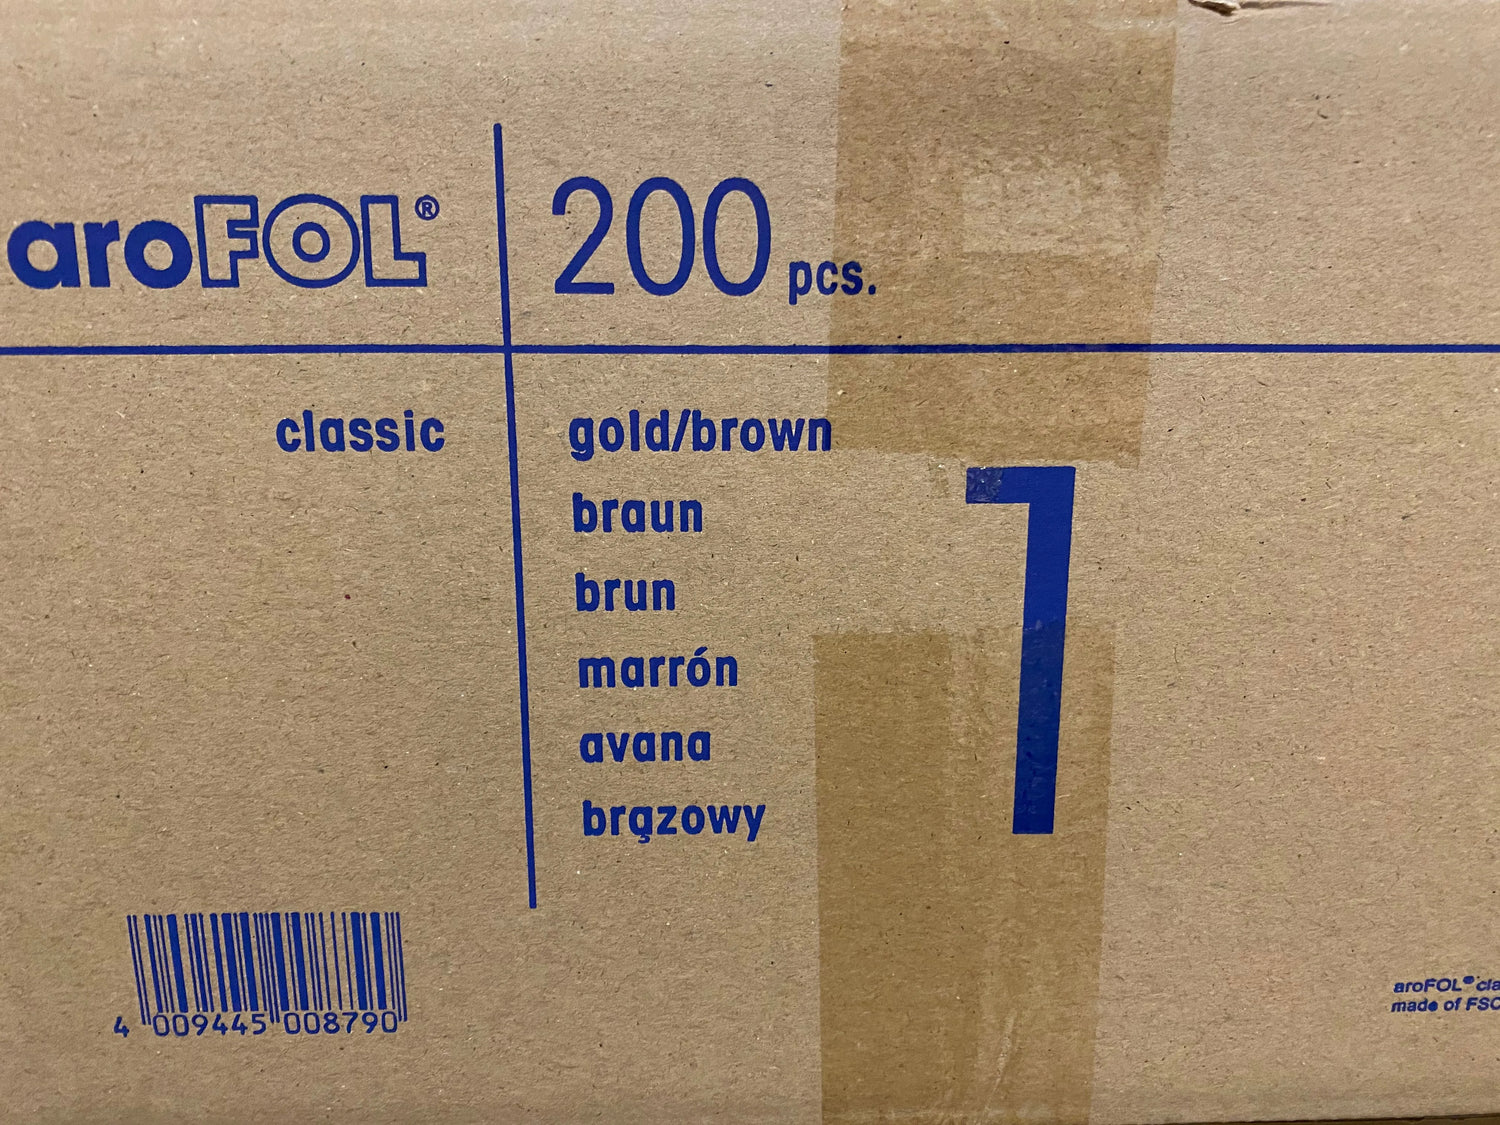 aroFOL® 200 pcs.
classic gold/brown
braun
brun
marrón
avana
brązowy
1
4 009445 008790
aroFOL®
made of